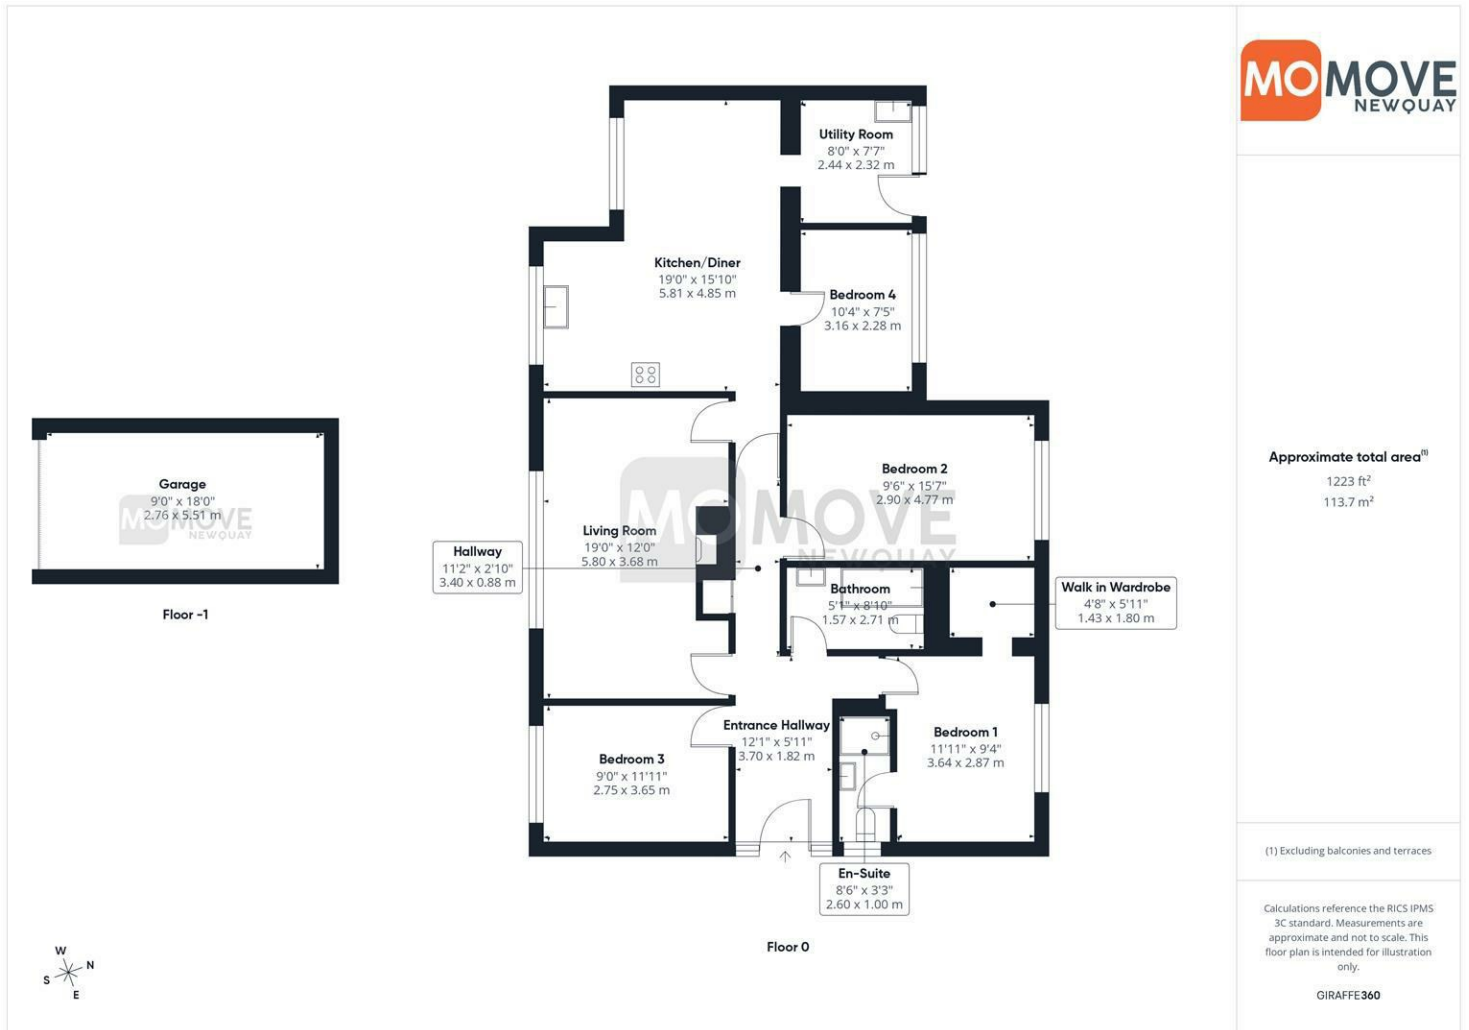 MOMOVE
NEWQUAY
Utility Room
8'0" x 7'7"
2.44 x 2.32 m
Kitchen/Diner
19'0" x 15'10"
5.81 x 4.85 m
Bedroom 4
10'4" x 7'5"
3.16 x 2.28 m
Garage
9'0" x 18'0"
2.76 x 5.51 m
MOMOVE
NEWQUAY
Floor -1
Bedroom 2
9'6" x 15'7"
2.90 x 4.77 m
MOMOVE
NEWQUAY
Living Room
19'0" x 12'0"
5.80 x 3.68 m
Hallway
11'2" x 2'10"
3.40 x 0.88 m
Bathroom
5'1" x 8'10"
1.57 x 2.71 m
Walk in Wardrobe
4'8" x 5'11"
1.43 x 1.80 m
Entrance Hallway
12'1" x 5'11"
3.70 x 1.82 m
Bedroom 1
11'11" x 9'4"
3.64 x 2.87 m
Bedroom 3
9'0" x 11'11"
2.75 x 3.65 m
En-Suite
8'6" x 3'3"
2.60 x 1.00 m
Floor 0
W
N
S
E
Approximate total area(1)
1223 ft²
113.7 m²
(1) Excluding balconies and terraces
Calculations reference the RICS IPMS
3C standard. Measurements are
approximate and not to scale. This
floor plan is intended for illustration
only.
GIRAFFE360